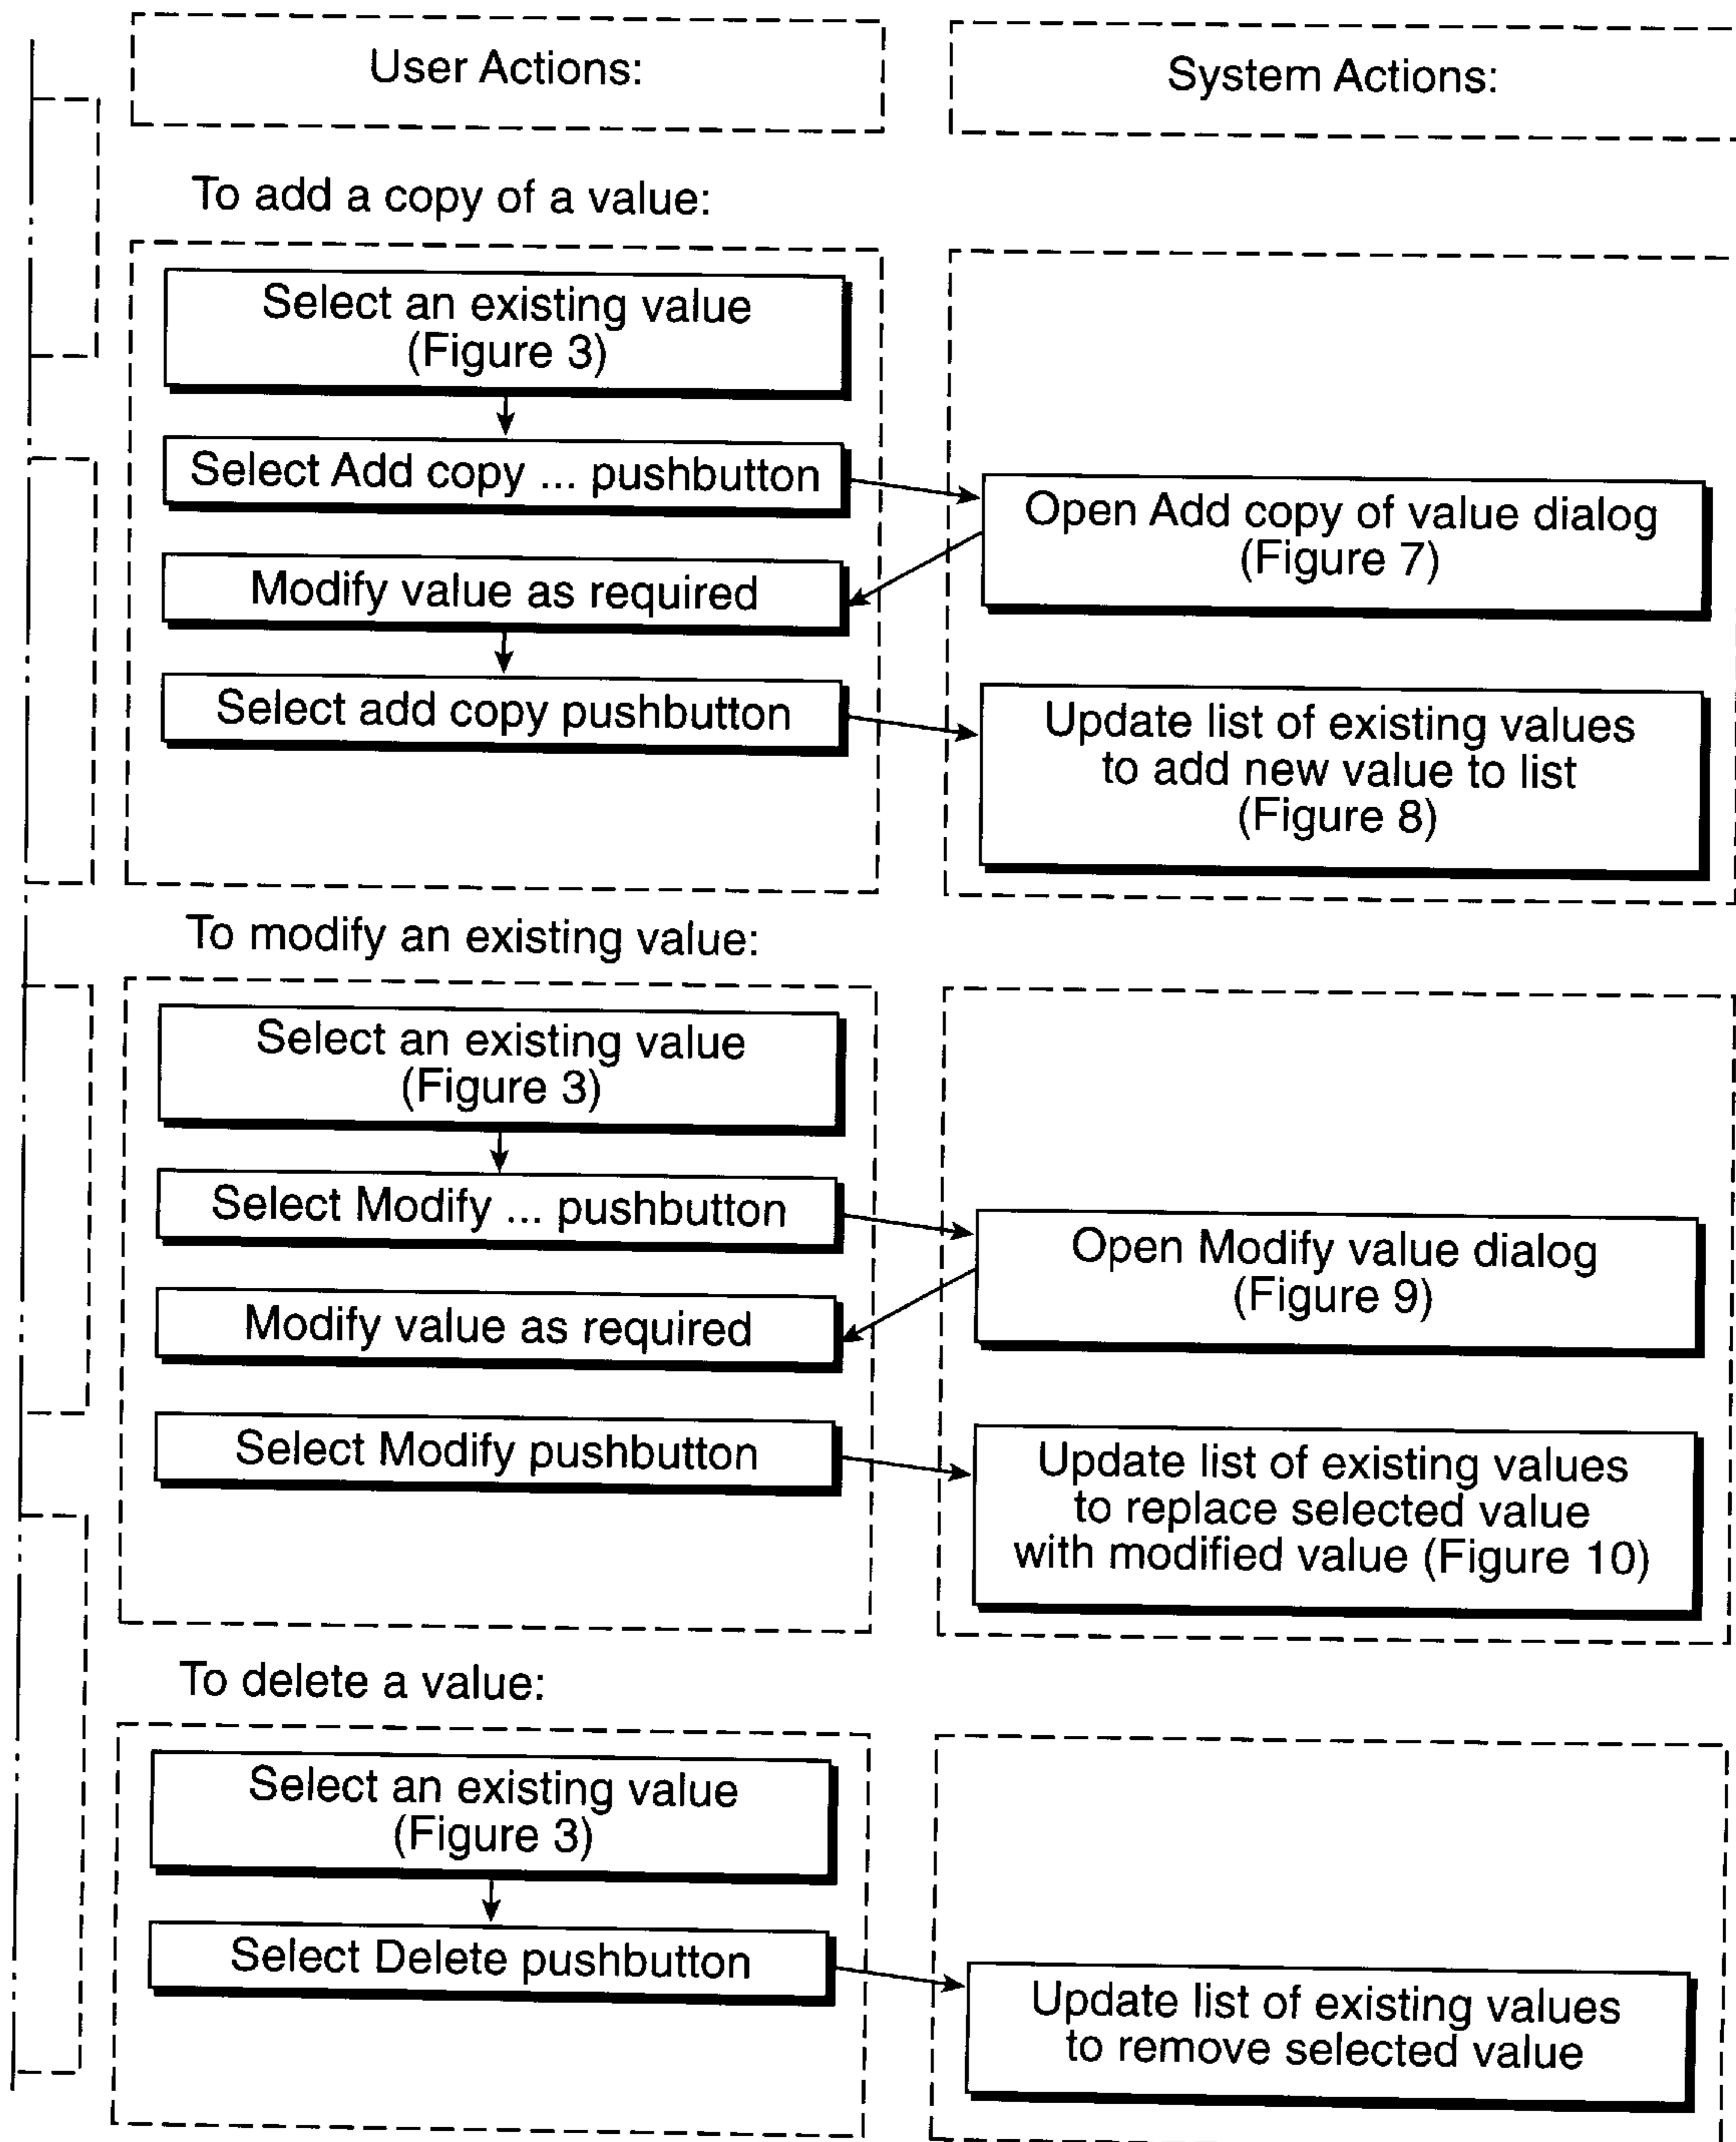 User Actions:
System Actions:
To add a copy of a value:
Select an existing value
(Figure 3)
Select Add copy ... pushbutton
Open Add copy of value dialog
(Figure 7)
Modify value as required
Select add copy pushbutton
Update list of existing values
to add new value to list
(Figure 8)
To modify an existing value:
Select an existing value
(Figure 3)
Select Modify ... pushbutton
Open Modify value dialog
(Figure 9)
Modify value as required
Select Modify pushbutton
Update list of existing values
to replace selected value
with modified value (Figure 10)
To delete a value:
Select an existing value
(Figure 3)
Select Delete pushbutton
Update list of existing values
to remove selected value